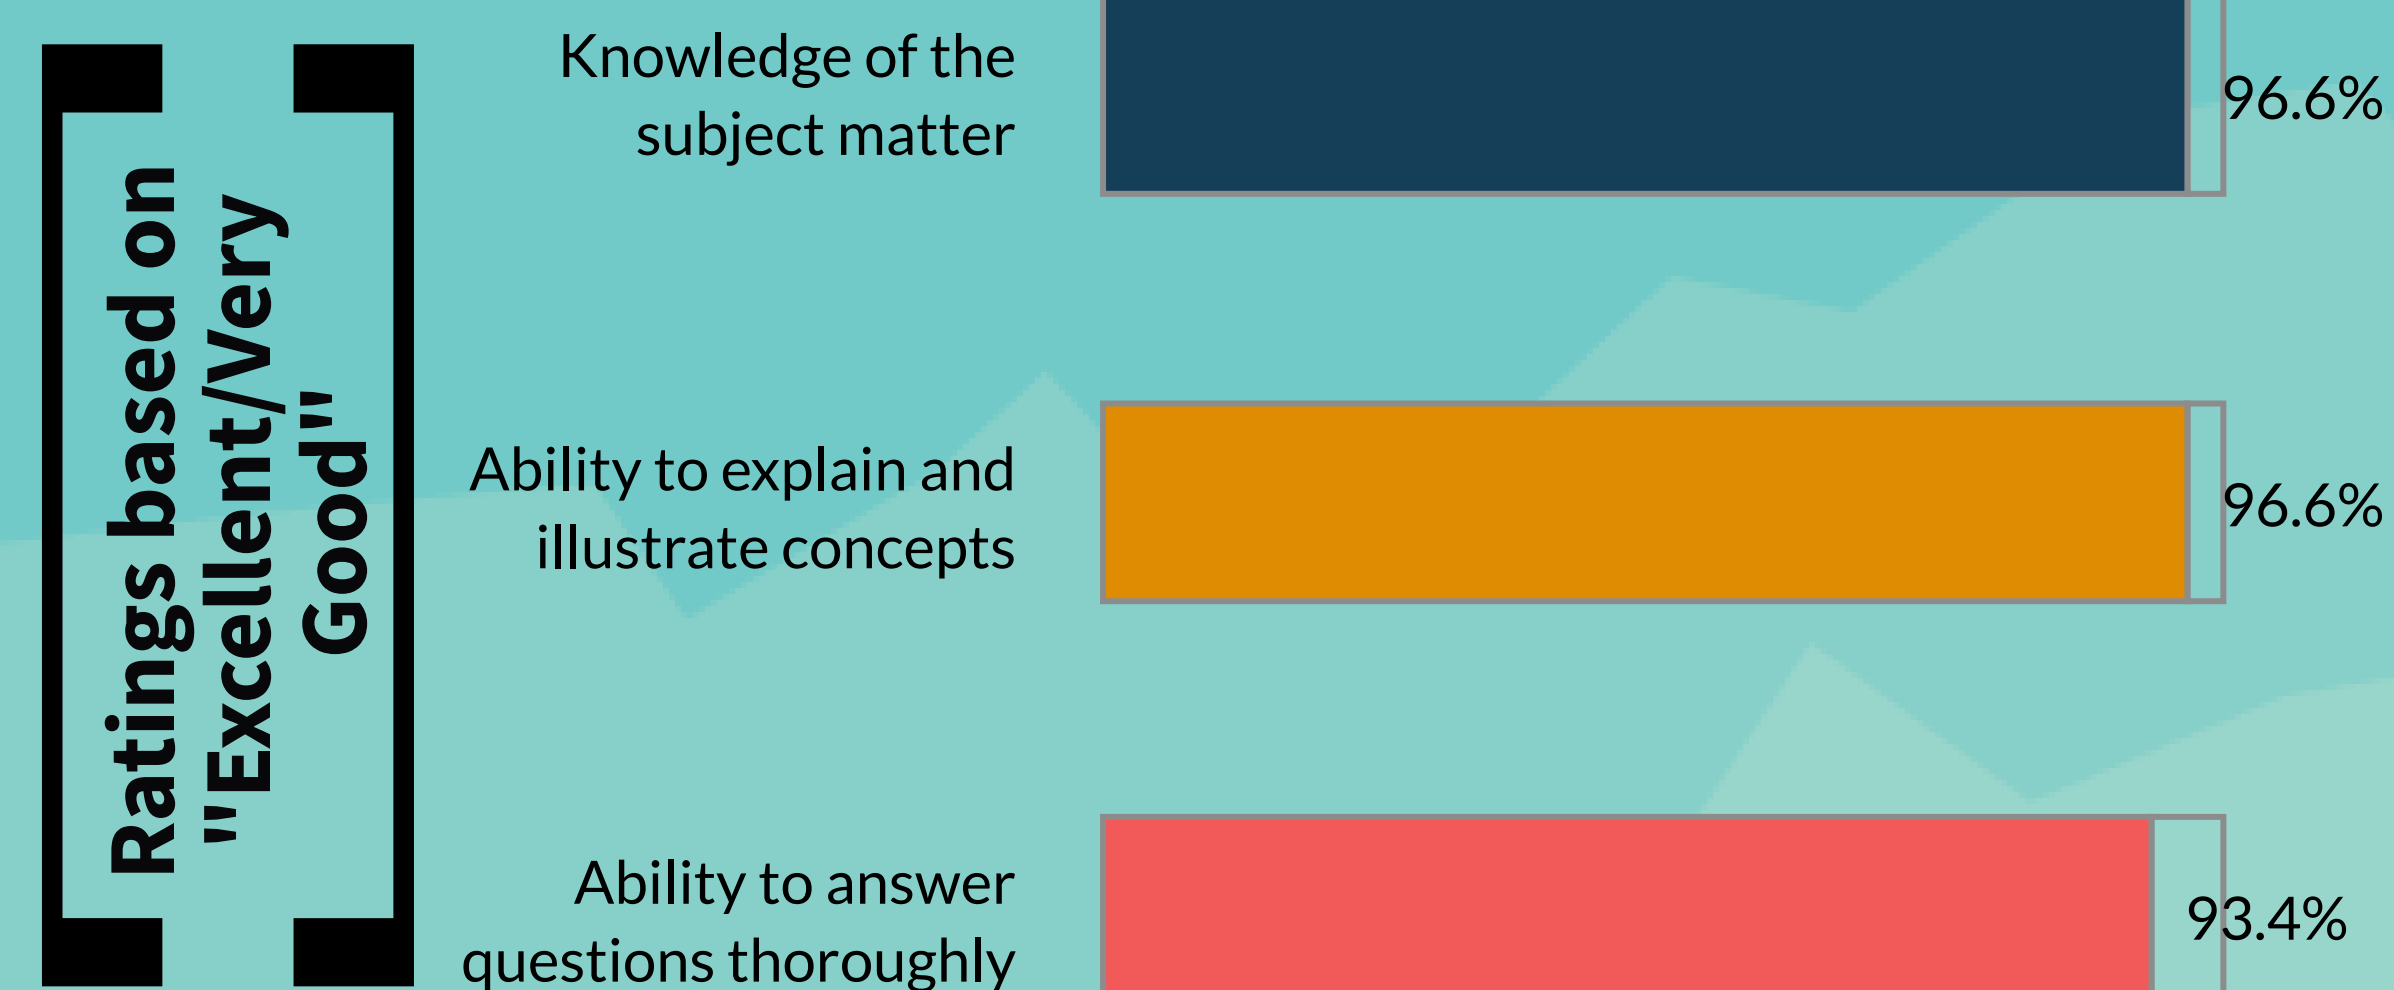 Ratings based on
"Excellent/Very
Good"
Knowledge of the
subject matter
96.6%
Ability to explain and
illustrate concepts
96.6%
Ability to answer
questions thoroughly
93.4%